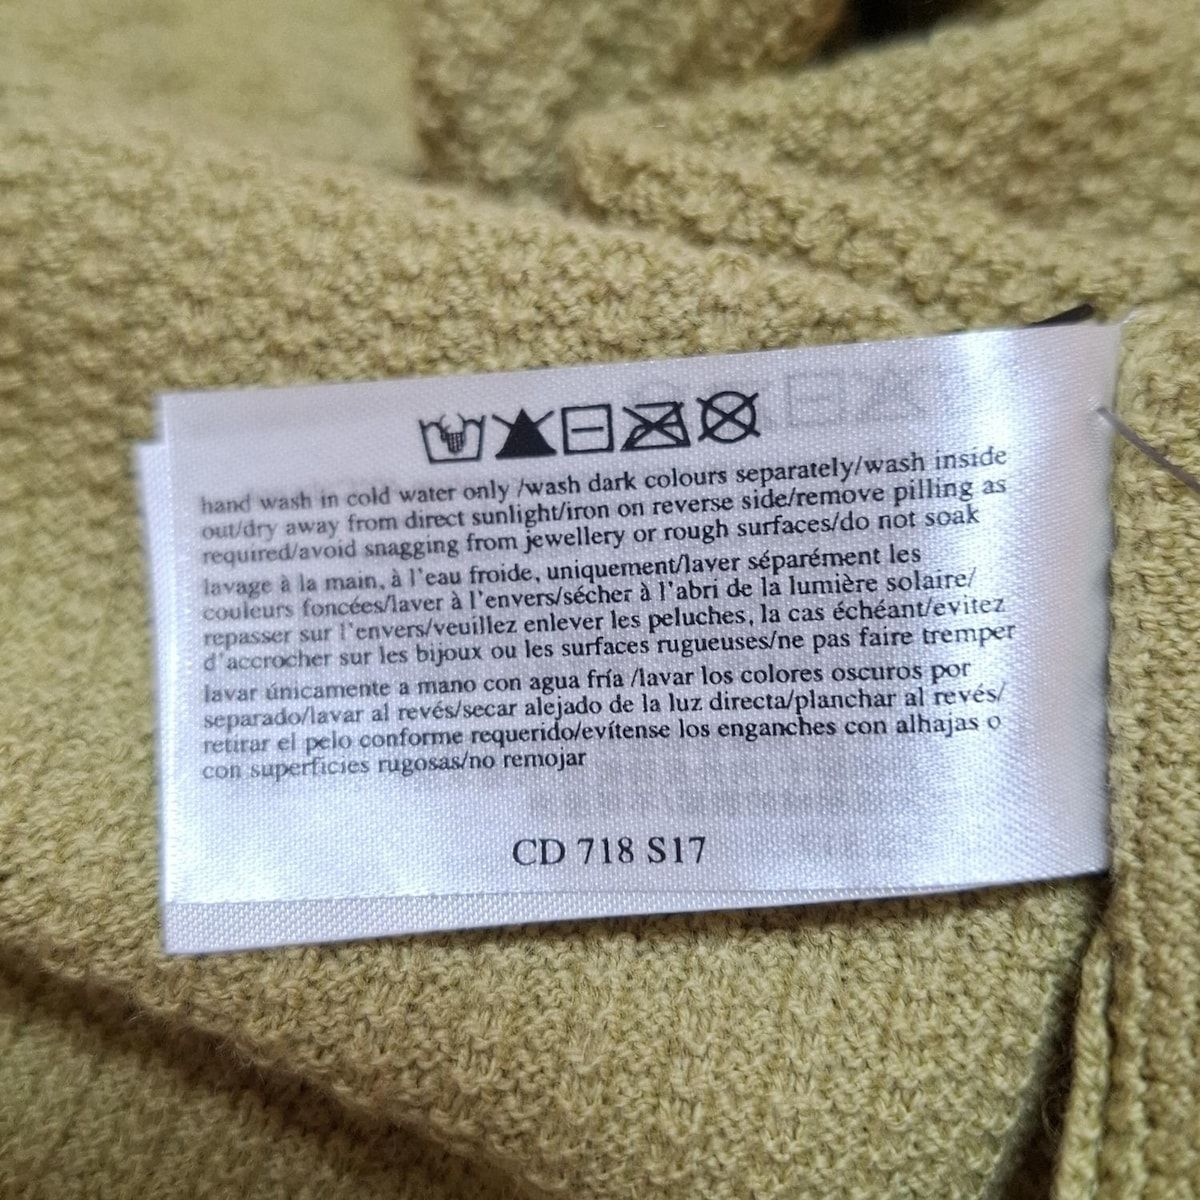 hand wash in cold water only /wash dark colours separately/wash inside
out/dry away from direct sunlight/iron on reverse side/remove pilling as
required/avoid snagging from jewellery or rough surfaces/do not soak
lavage à la main, à l'eau froide, uniquement/laver séparément les
couleurs foncées/laver à l'envers/sécher à l'abri de la lumière solaire/
repasser sur l'envers/veuillez enlever les peluches, la cas échéant/evitez
d'accrocher sur les bijoux ou les surfaces rugueuses/ne pas faire tremper
lavar únicamente a mano con agua fría /lavar los colores oscuros por
separado/lavar al revés/secar alejado de la luz directa/planchar al revés/
retirar el pelo conforme requerido/evítense los enganches con alhajas o
con superficies rugosas/no remojar
CD 718 S17